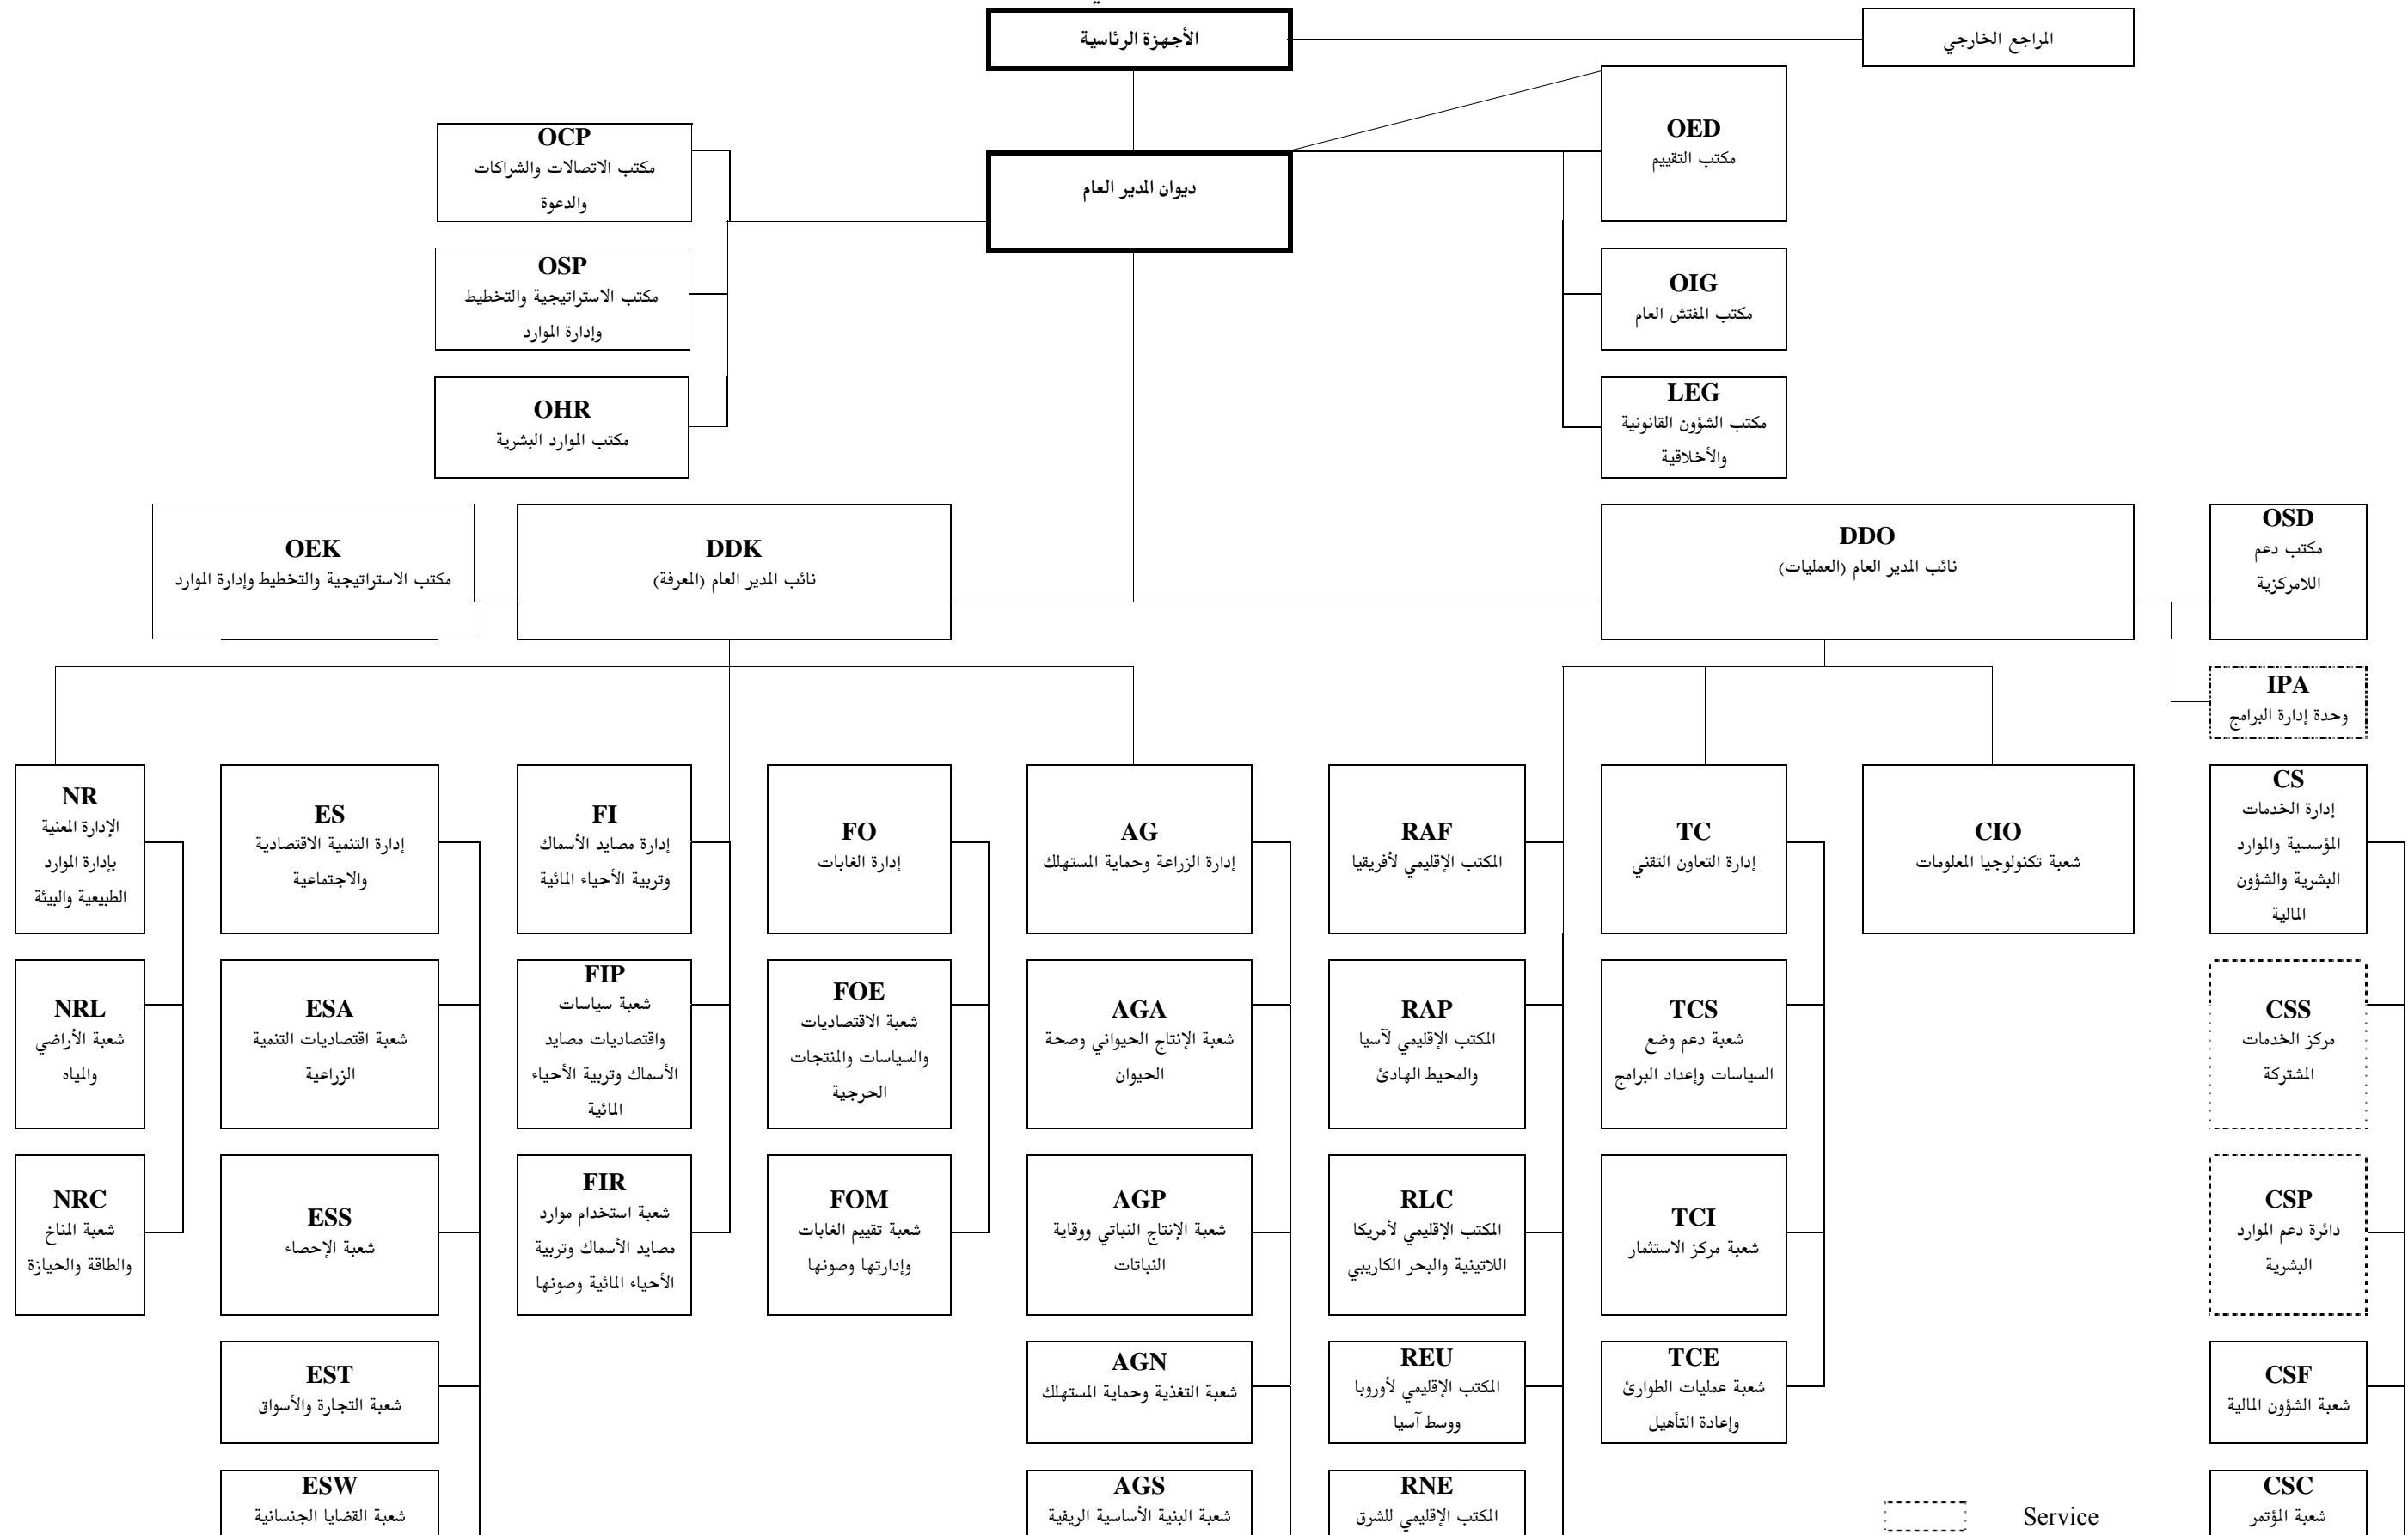 الأجهزة الرئاسية
المراجع الخارجي
OCP
مكتب الاتصالات والشراكات
والدعوة
ديوان المدير العام
OED
مكتب التقييم
OSP
مكتب الاستراتيجية والتخطيط
وإدارة الموارد
OIG
مكتب المفتش العام
OHR
مكتب الموارد البشرية
LEG
مكتب الشؤون القانونية
والأخلاقية
OEK
مكتب الاستراتيجية والتخطيط وإدارة الموارد
DDK
نائب المدير العام (المعرفة)
DDO
نائب المدير العام (العمليات)
OSD
مكتب دعم
اللامركزية
IPA
وحدة إدارة البرامج
NR
الإدارة المعنية
بإدارة الموارد
الطبيعية والبيئة
ES
إدارة التنمية الاقتصادية
والاجتماعية
FI
إدارة مصايد الأسماك
وتربية الأحياء المائية
FO
إدارة الغابات
AG
إدارة الزراعة وحماية المستهلك
RAF
المكتب الإقليمي لأفريقيا
TC
إدارة التعاون التقني
CIO
شعبة تكنولوجيا المعلومات
CS
إدارة الخدمات
المؤسسية والموارد
البشرية والشؤون
المالية
NRL
شعبة الأراضي
والمياه
ESA
شعبة اقتصاديات التنمية
الزراعية
FIP
شعبة سياسات
واقتصاديات مصايد
الأسماك وتربية الأحياء
المائية
FOE
شعبة الاقتصاديات
والسياسات والمنتجات
الحرجية
AGA
شعبة الإنتاج الحيواني وصحة
الحيوان
RAP
المكتب الإقليمي لآسيا
والمحيط الهادئ
TCS
شعبة دعم وضع
السياسات وإعداد البرامج
CSS
مركز الخدمات
المشتركة
NRC
شعبة المناخ
والطاقة والحيازة
ESS
شعبة الإحصاء
FIR
شعبة استخدام موارد
مصايد الأسماك وتربية
الأحياء المائية وصونها
FOM
شعبة تقييم الغابات
وإدارتها وصونها
AGP
شعبة الإنتاج النباتي ووقاية
النباتات
RLC
المكتب الإقليمي لأمريكا
اللاتينية والبحر الكاريبي
TCI
شعبة مركز الاستثمار
CSP
دائرة دعم الموارد
البشرية
EST
شعبة التجارة والأسواق
AGN
شعبة التغذية وحماية المستهلك
REU
المكتب الإقليمي لأوروبا
ووسط آسيا
TCE
شعبة عمليات الطوارئ
وإعادة التأهيل
CSF
شعبة الشؤون المالية
ESW
شعبة القضايا الجنسانية
AGS
شعبة البنية الأساسية الريفية
RNE
المكتب الإقليمي للشرق
Service
CSC
شعبة المؤتمر